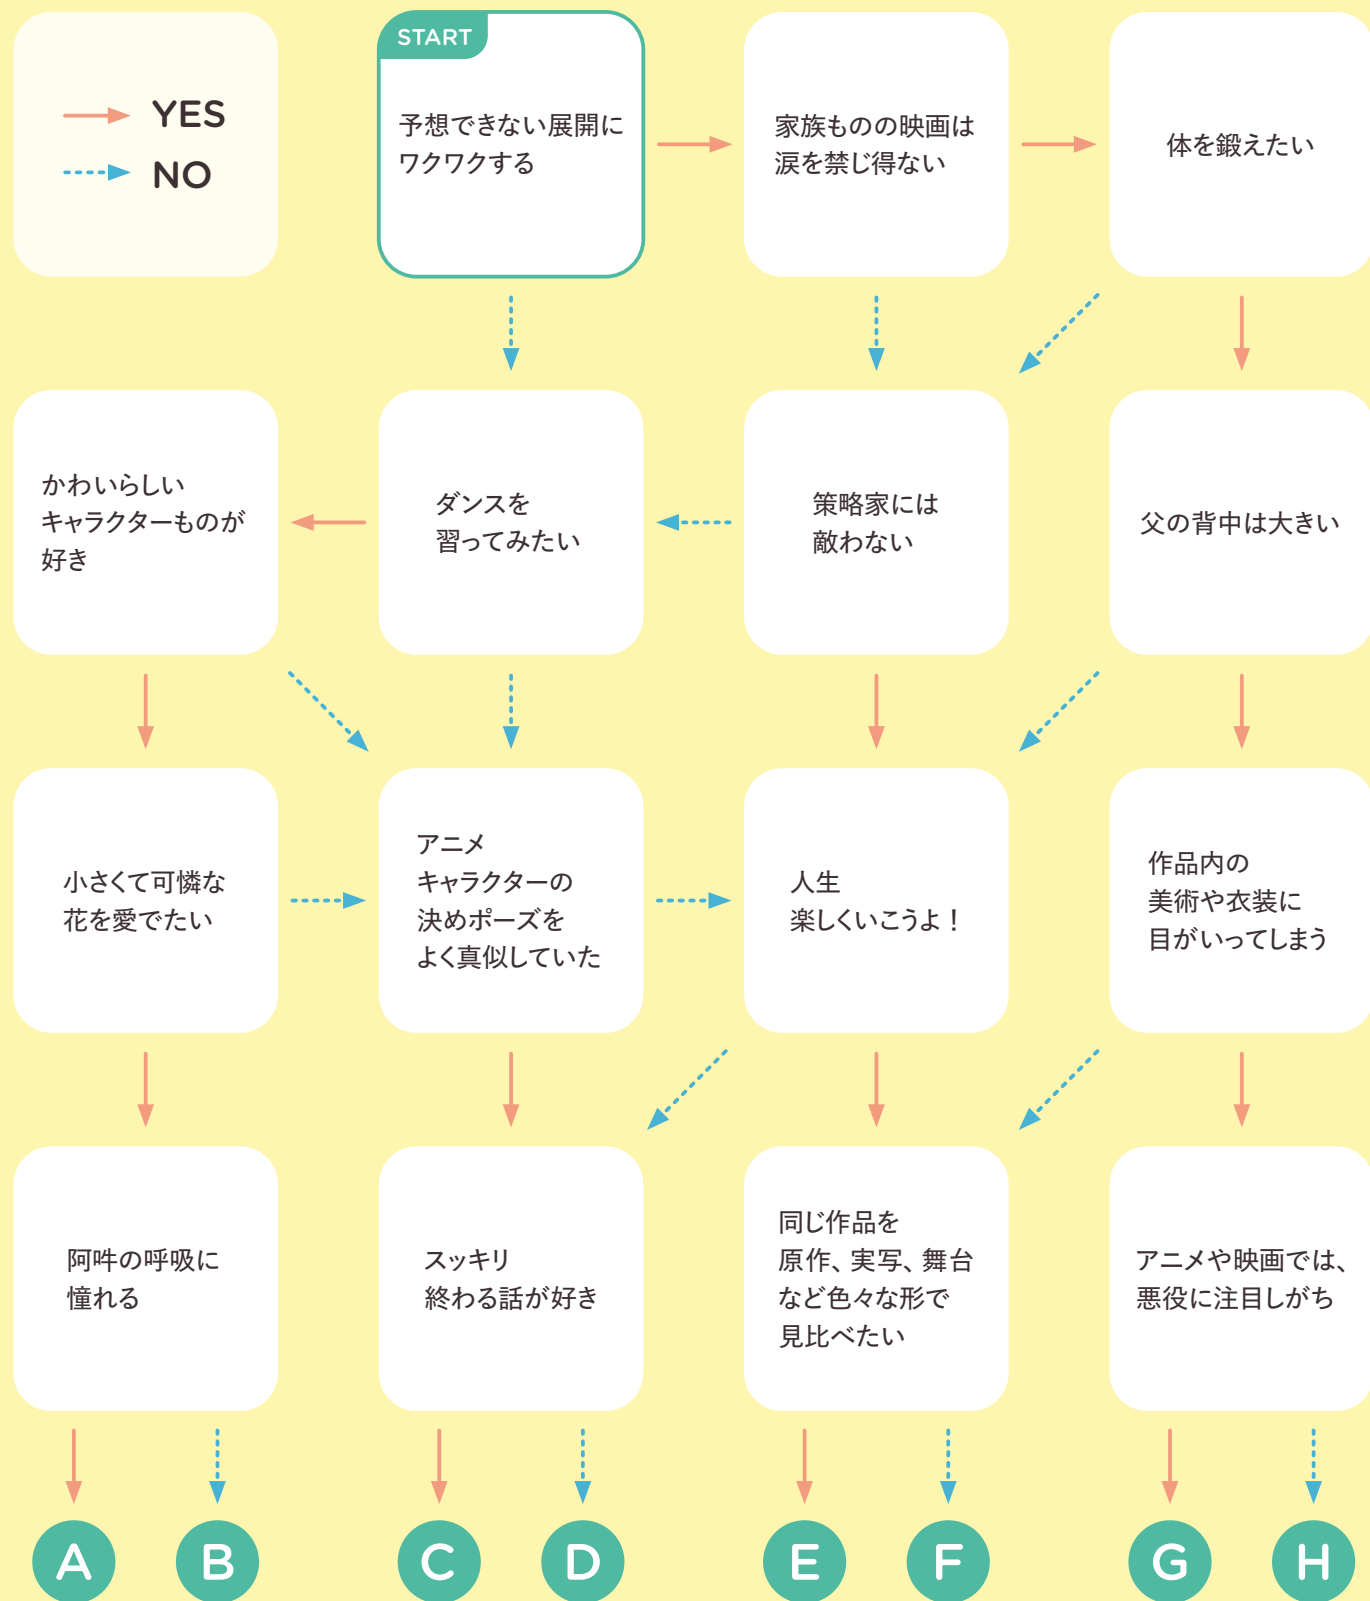 YES
NO
START
予想できない展開に
ワクワクする
家族ものの映画は
涙を禁じ得ない
体を鍛えたい
かわいらしい
キャラクターものが
好き
ダンスを
習ってみたい
策略家には
敵わない
父の背中は大きい
小さくて可憐な
花を愛でたい
アニメ
キャラクターの
決めポーズを
よく真似していた
人生
楽しくいこうよ！
作品内の
美術や衣装に
目がいってしまう
阿吽の呼吸に
憧れる
スッキリ
終わる話が好き
同じ作品を
原作、実写、舞台
など色々な形で
見比べたい
アニメや映画では、
悪役に注目しがち
A
B
C
D
E
F
G
H